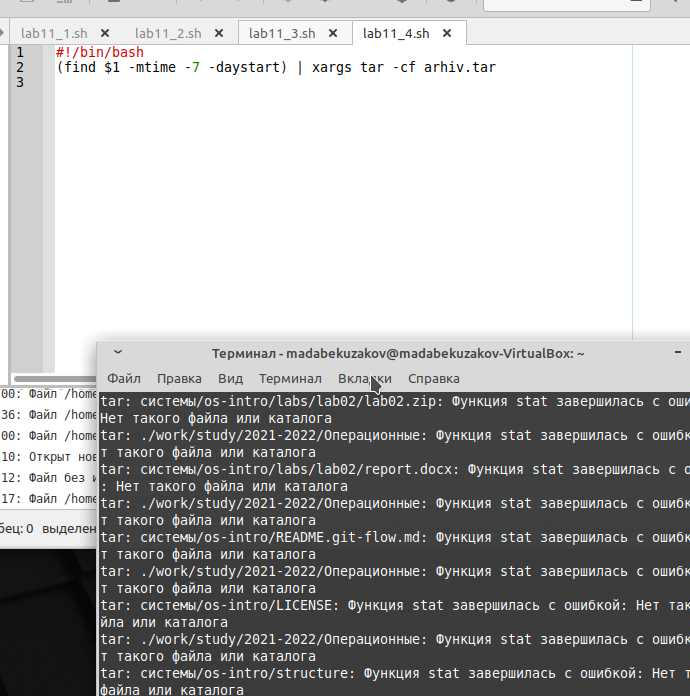 lab11_1.sh lab11_2.sh lab11_3.sh lab11_4.sh
1 #!/bin/bash
2 (find $1 -mtime -7 -daystart) | xargs tar -cf arhiv.tar
3
Терминал - madabekuzakov@madabekuzakov-VirtualBox: ~
Файл Правка Вид Терминал Вкладки Справка
00: Файл /home
36: Файл /home
00: Файл /home
10: Открыт нов
12: Файл без и
17: Файл /home
бец: 0 выделен
tar: системы/os-intro/labs/lab02/lab02.zip: Функция stat завершилась с оши
Нет такого файла или каталога
tar: ./work/study/2021-2022/Операционные: Функция stat завершилась с ошибк
т такого файла или каталога
tar: системы/os-intro/labs/lab02/report.docx: Функция stat завершилась с о
: Нет такого файла или каталога
tar: ./work/study/2021-2022/Операционные: Функция stat завершилась с ошибк
т такого файла или каталога
tar: системы/os-intro/README.git-flow.md: Функция stat завершилась с ошибк
т такого файла или каталога
tar: ./work/study/2021-2022/Операционные: Функция stat завершилась с ошибк
т такого файла или каталога
tar: системы/os-intro/LICENSE: Функция stat завершилась с ошибкой: Нет так
йла или каталога
tar: ./work/study/2021-2022/Операционные: Функция stat завершилась с ошибк
т такого файла или каталога
tar: системы/os-intro/structure: Функция stat завершилась с ошибкой: Нет т
файла или каталога